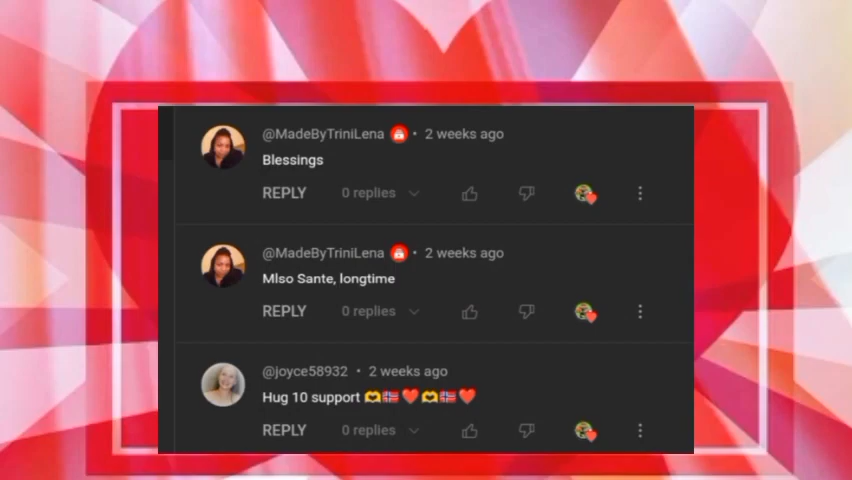 @MadeByTriniLena • 2 weeks ago
Blessings
REPLY 0 replies
@MadeByTriniLena • 2 weeks ago
Mlso Sante, longtime
REPLY 0 replies
@joyce58932 • 2 weeks ago
Hug 10 support 🫶🇳🇴❤️🫶🇳🇴❤️
REPLY 0 replies